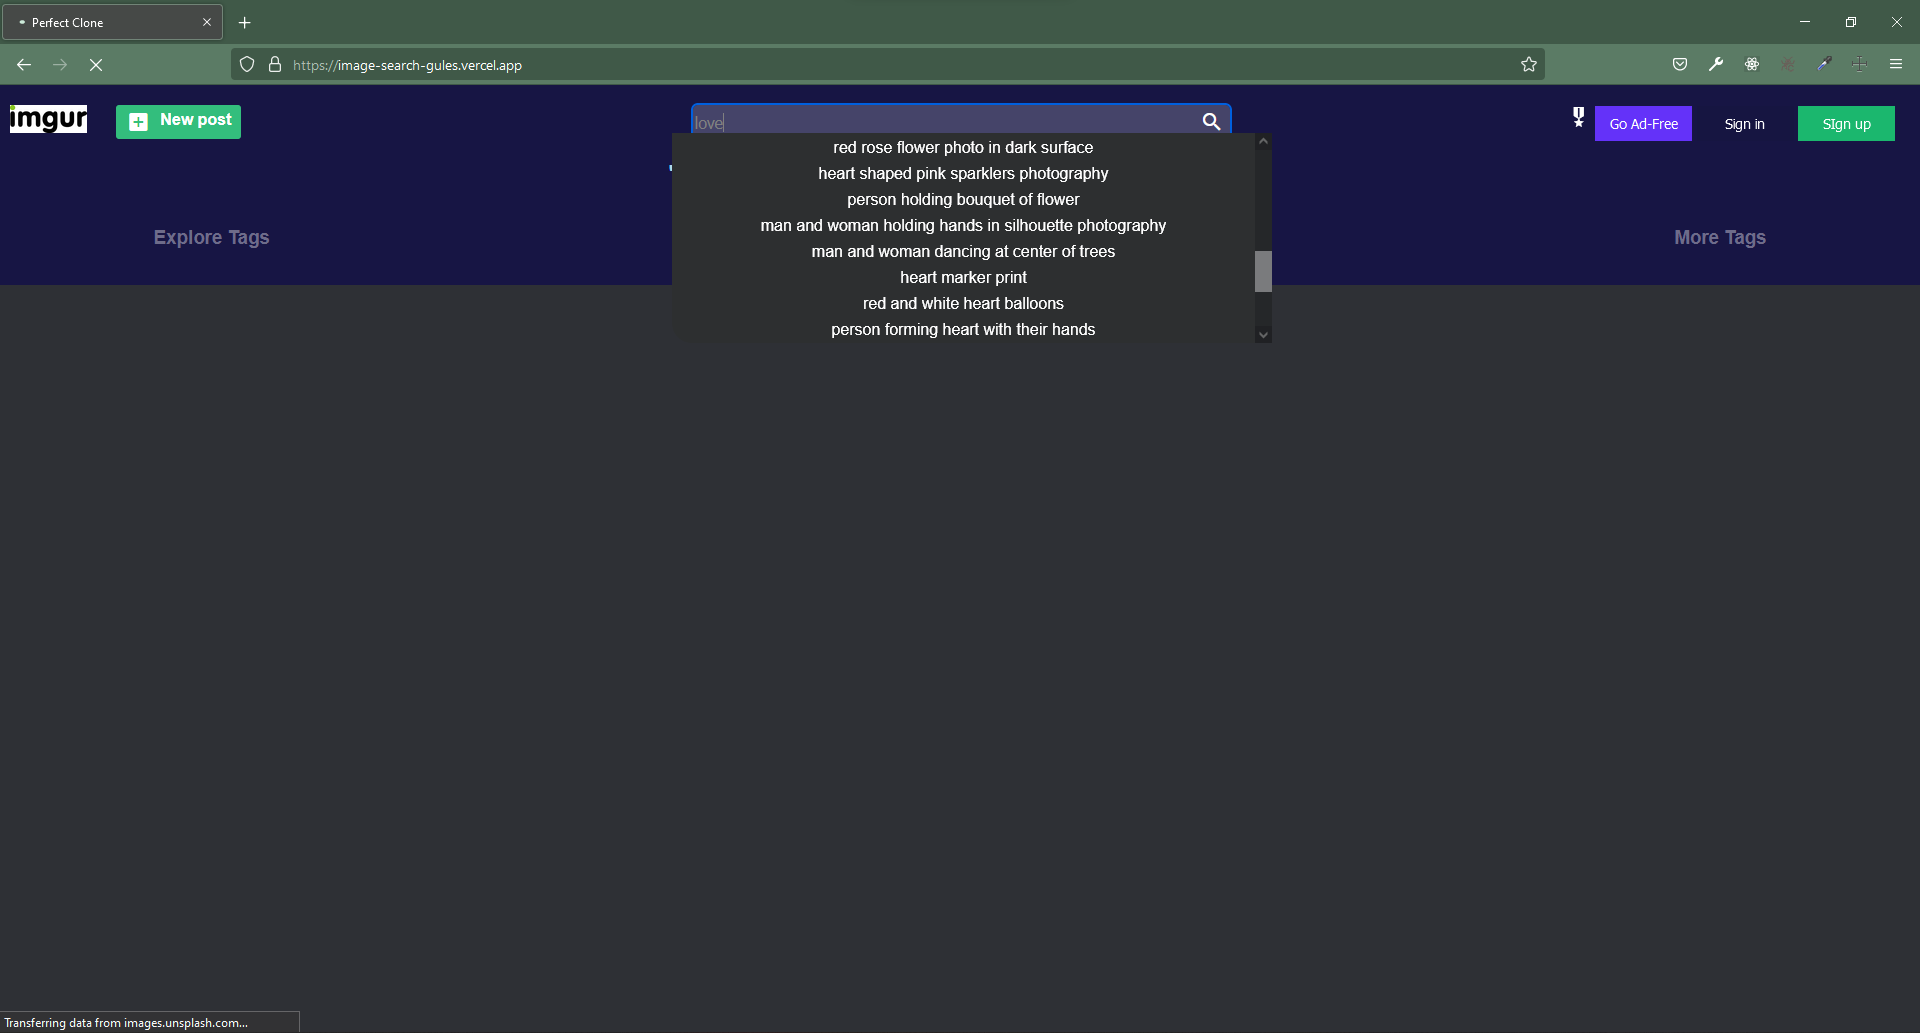 Perfect Clone
https://image-search-gules.vercel.app
imgur
New post
love
Go Ad-Free
Sign in
SIgn up
red rose flower photo in dark surface
heart shaped pink sparklers photography
person holding bouquet of flower
man and woman holding hands in silhouette photography
man and woman dancing at center of trees
heart marker print
red and white heart balloons
person forming heart with their hands
Explore Tags
More Tags
Transferring data from images.unsplash.com...